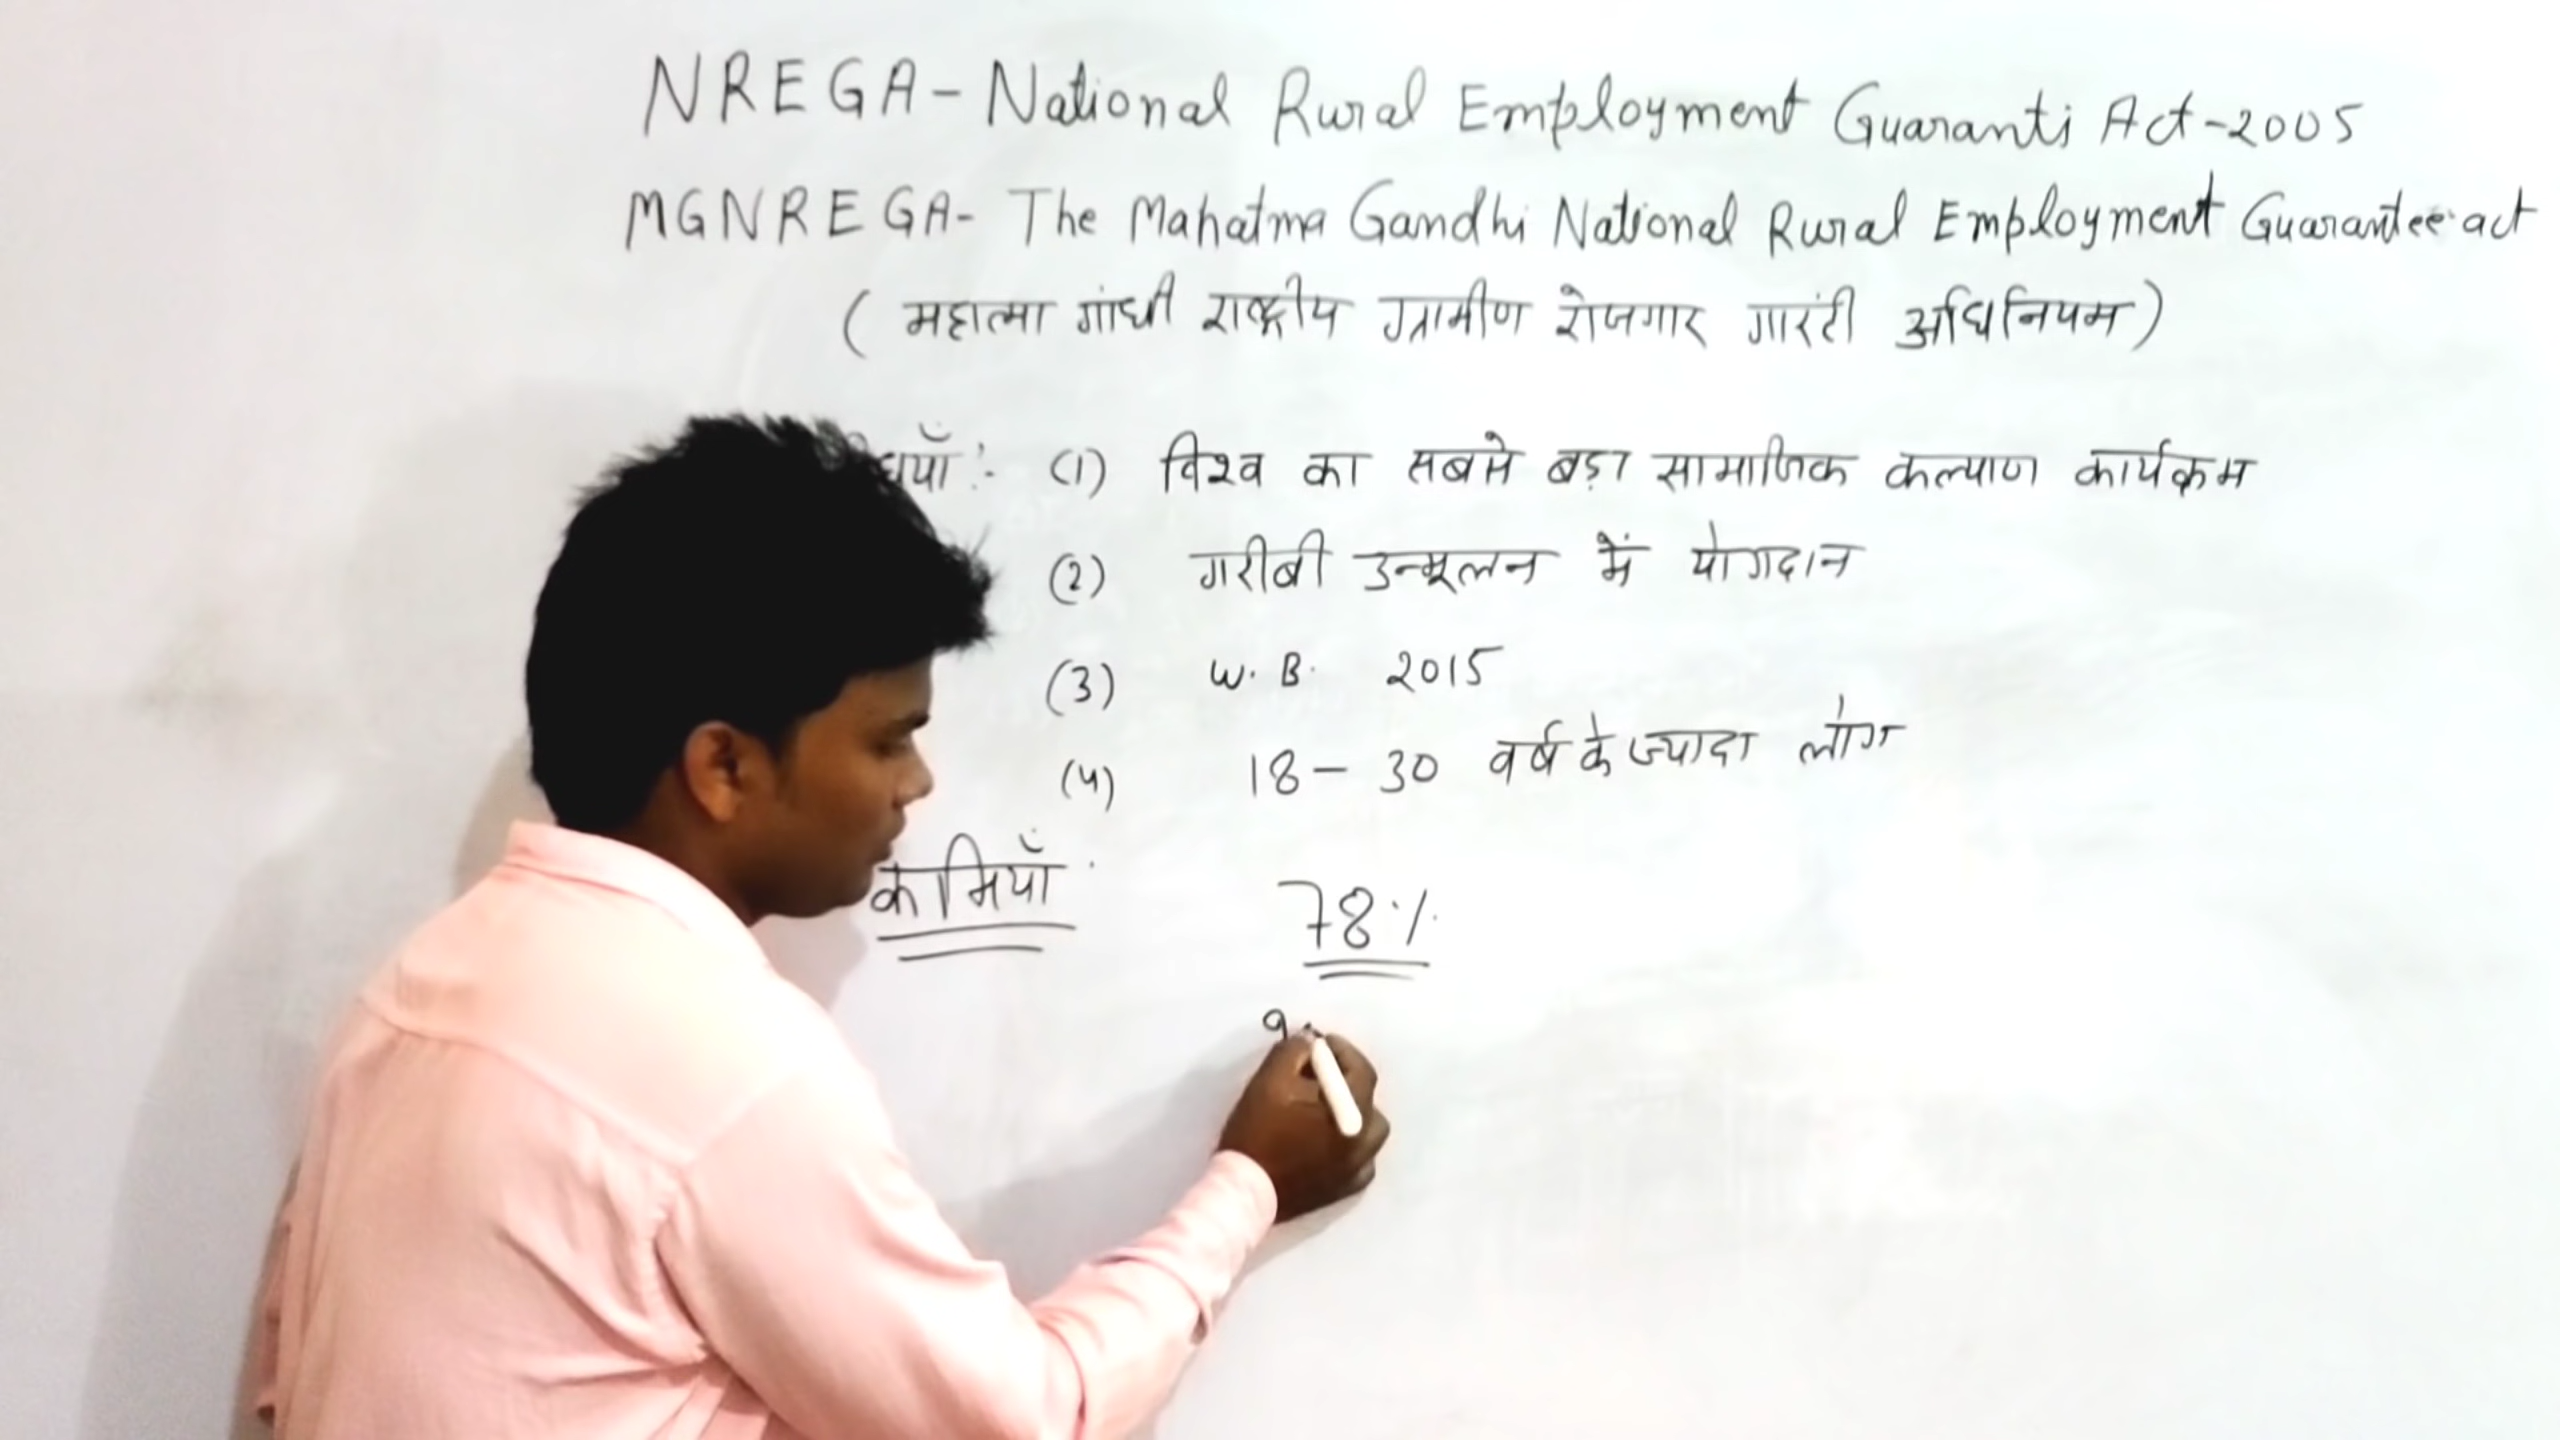 NREGA - National Rural Employment Guaranti Act - 2005
MGNREGA - The Mahatma Gandhi National Rural Employment Guarantee act
( महात्मा गांधी राष्ट्रीय ग्रामीण रोजगार गारंटी अधिनियम )
(1) विश्व का सबसे बड़ा सामाजिक कल्याण कार्यक्रम
(2) गरीबी उन्मूलन में योगदान
(3) W. B. 2015
(4) 18 - 30 वर्ष के ज्यादा लोग
कमियाँ
78%
9